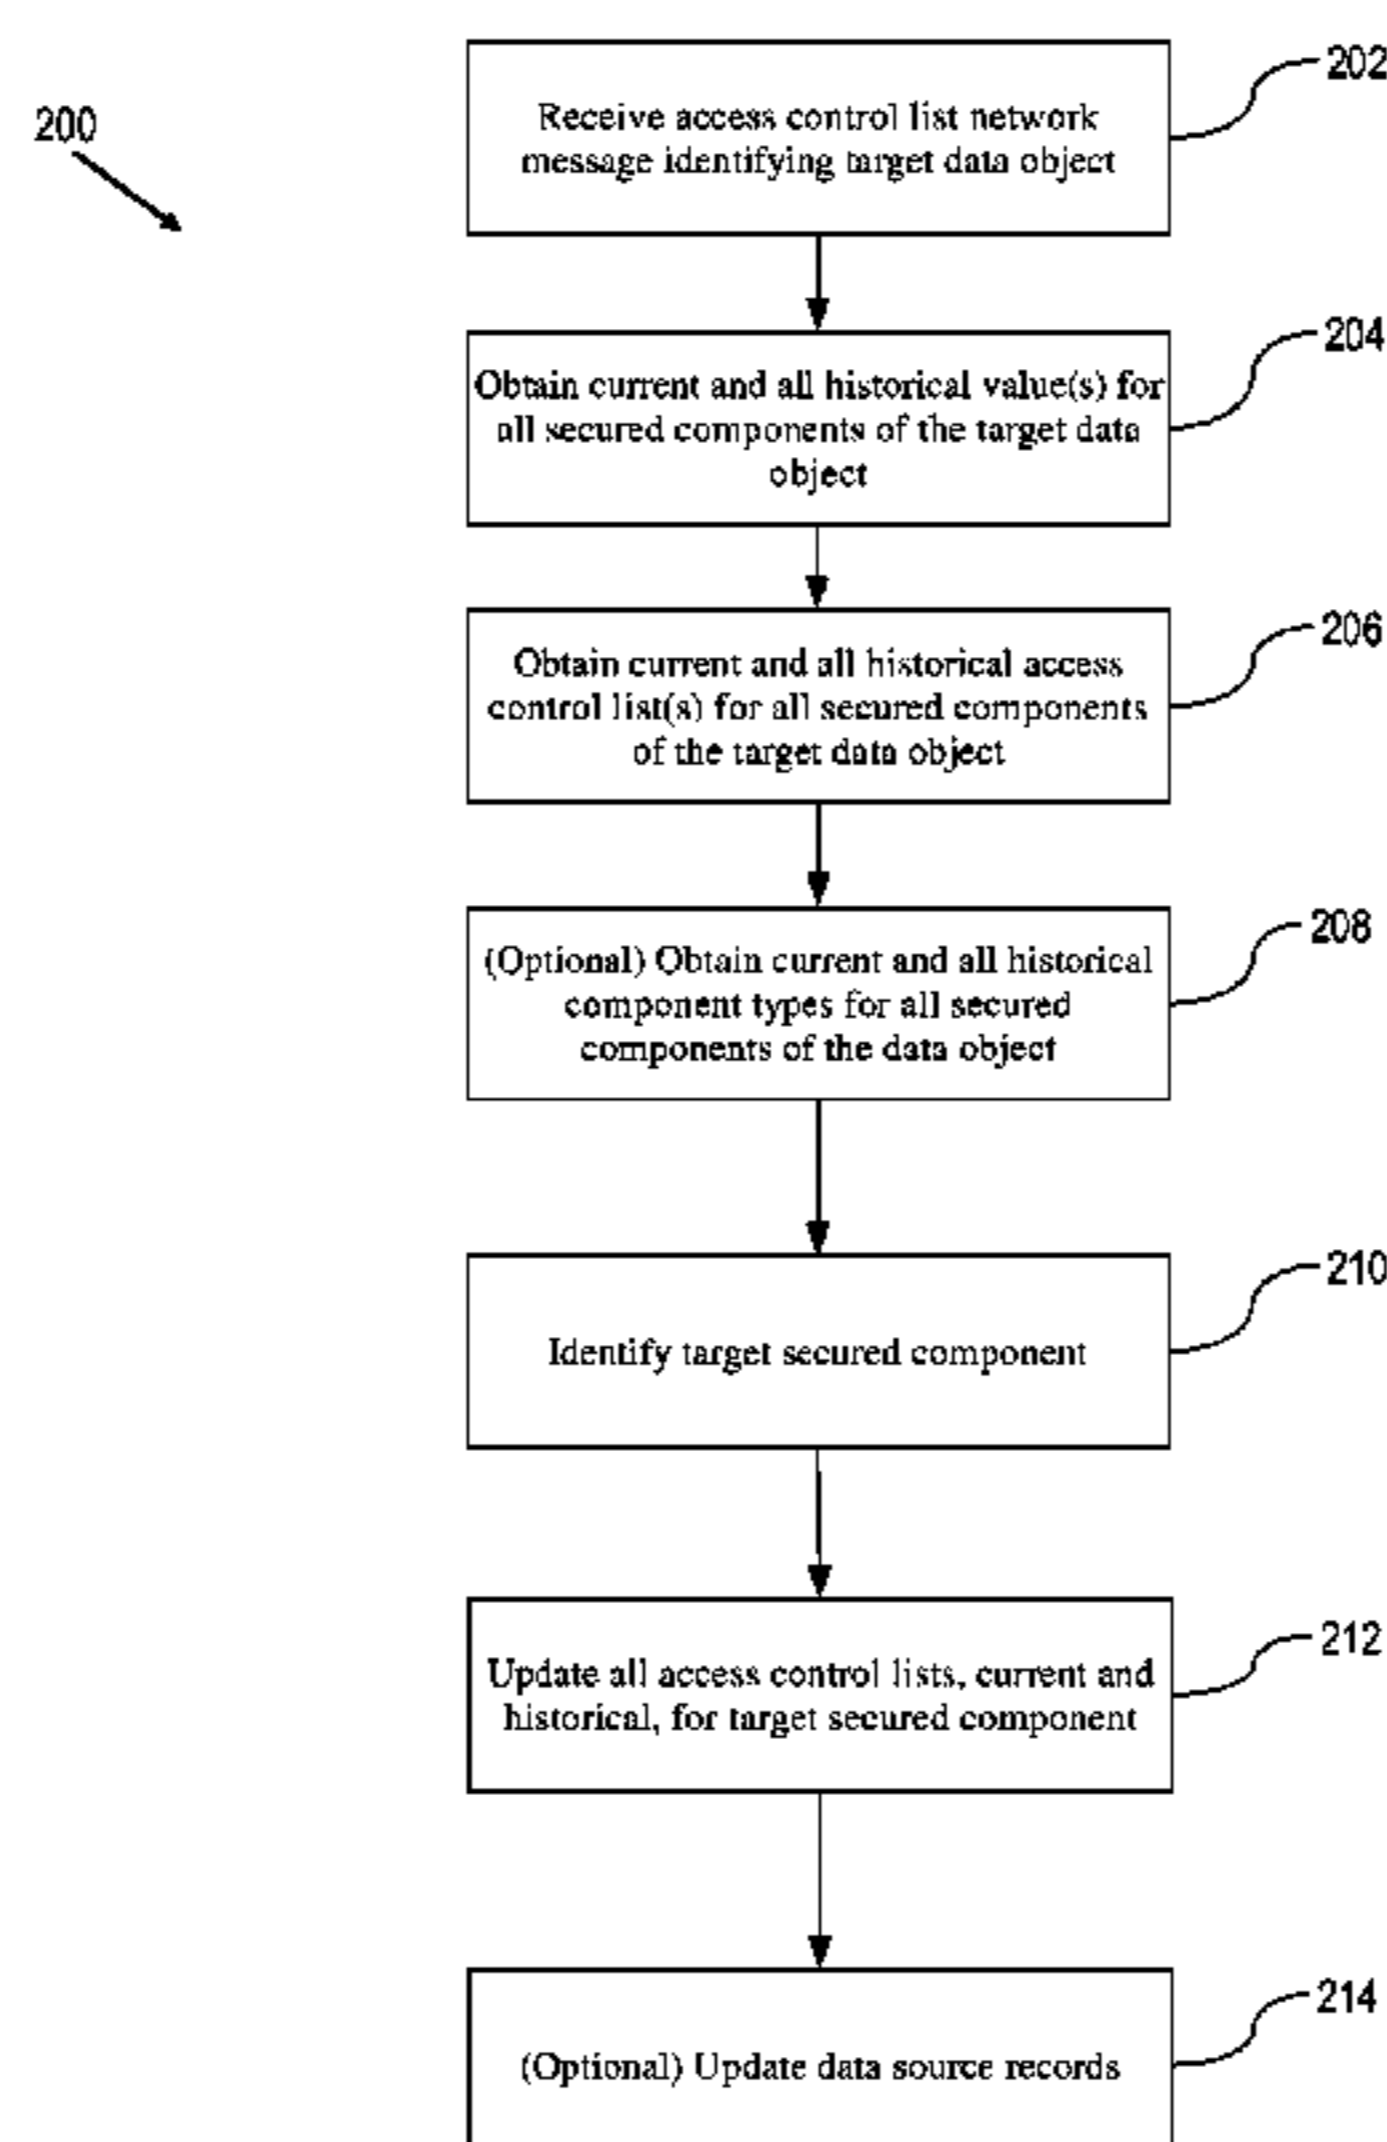 200
202
Receive access control list network
message identifying target data object
204
Obtain current and all historical value(s) for
all secured components of the target data
object
206
Obtain current and all historical access
control list(s) for all secured components
of the target data object
208
(Optional) Obtain current and all historical
component types for all secured
components of the data object
210
Identify target secured component
212
Update all access control lists, current and
historical, for target secured component
214
(Optional) Update data source records